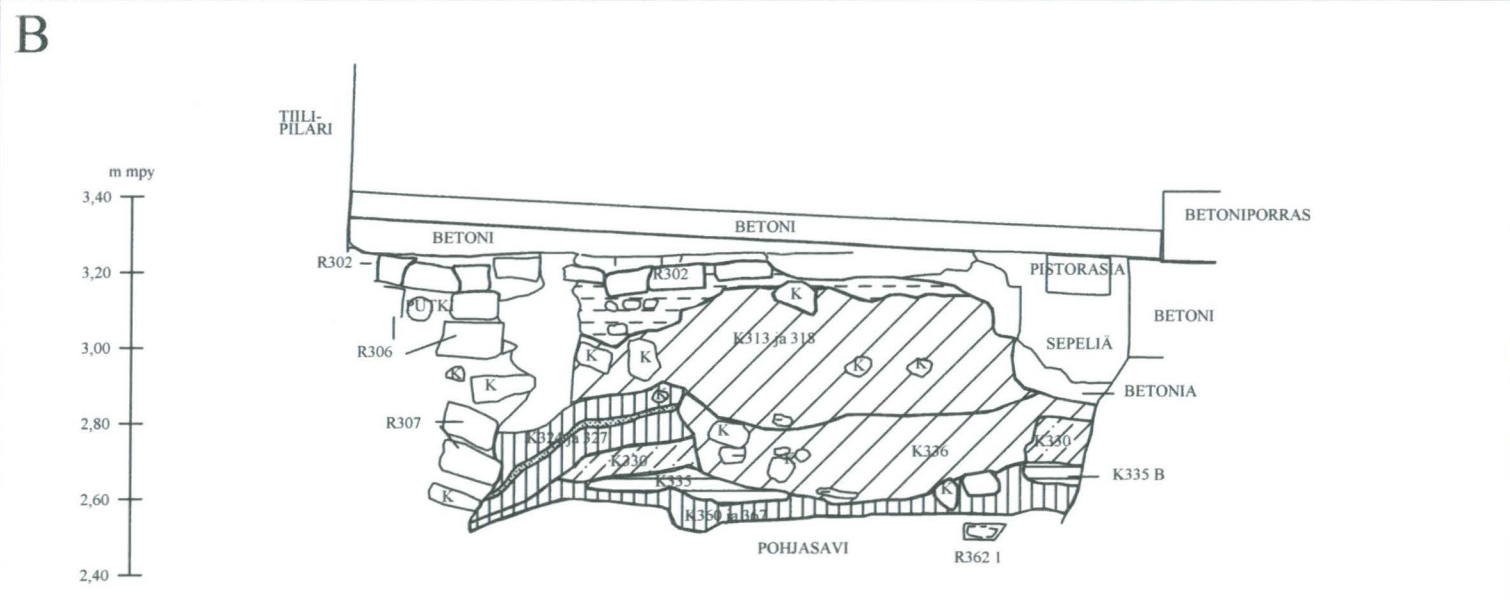 B
TIILI-
PILARI
m mpy
3,40
3,20
3,00
2,80
2,60
2,40
BETONI
BETONI
BETONIPORRAS
R302
R302
PISTORASIA
PUTKI
K
BETONI
R306
K313 ja 318
SEPELIÄ
K
K
K
K
K
K
BETONIA
K
R307
K
K336
K330
K330
K
K335
K335 B
K
K
K360 ja 367
POHJASAVI
R362 1